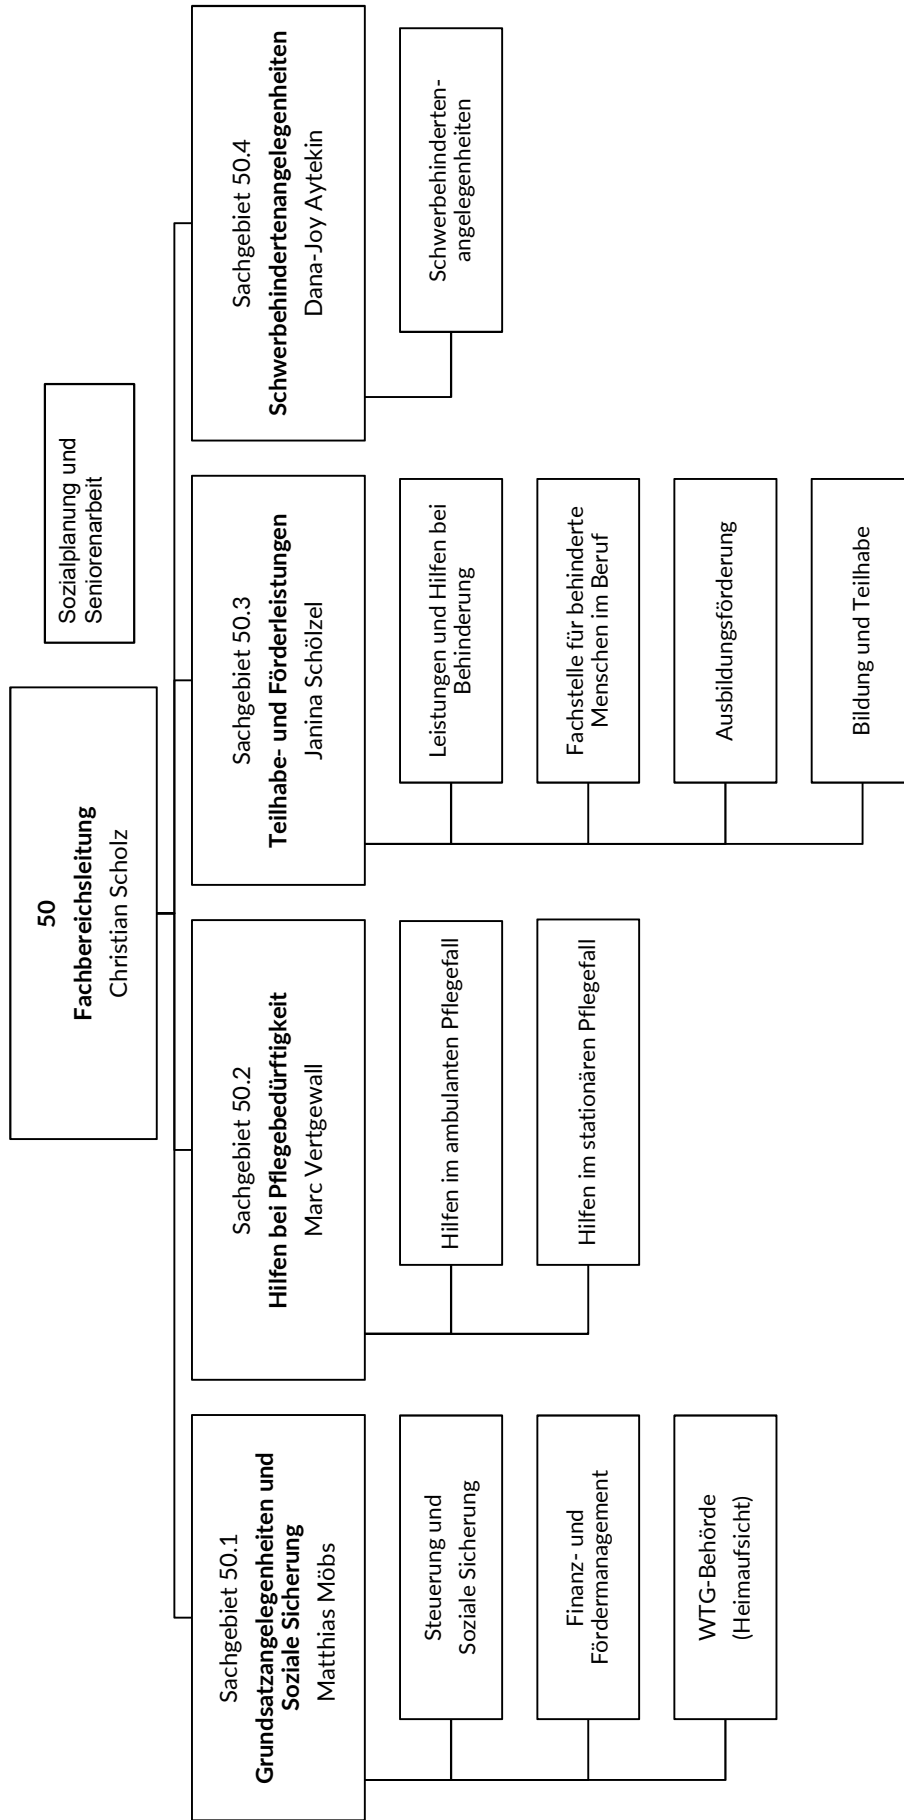 50
Fachbereichsleitung
Christian Scholz
Sozialplanung und
Seniorenarbeit
Sachgebiet 50.1
Grundsatzangelegenheiten und
Soziale Sicherung
Matthias Möbs
Steuerung und
Soziale Sicherung
Finanz- und
Fördermanagement
WTG-Behörde
(Heimaufsicht)
Sachgebiet 50.2
Hilfen bei Pflegebedürftigkeit
Marc Vertgewall
Hilfen im ambulanten Pflegefall
Hilfen im stationären Pflegefall
Sachgebiet 50.3
Teilhabe- und Förderleistungen
Janina Schölzel
Leistungen und Hilfen bei
Behinderung
Fachstelle für behinderte
Menschen im Beruf
Ausbildungsförderung
Bildung und Teilhabe
Sachgebiet 50.4
Schwerbehindertenangelegenheiten
Dana-Joy Aytekin
Schwerbehinderten-
angelegenheiten